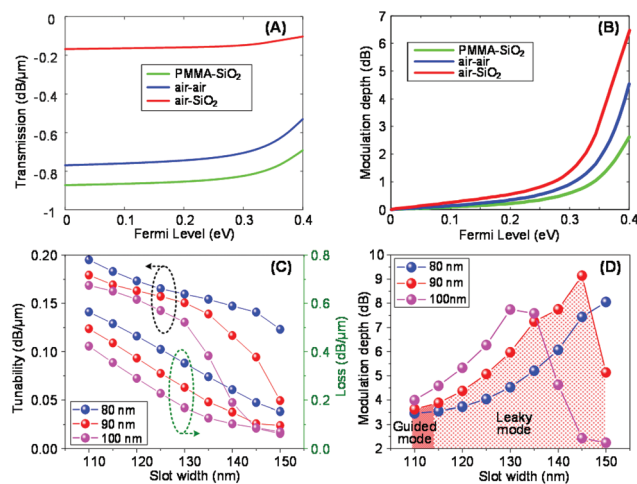 (A)
Transmission (dB/µm)
0
-0.2
-0.4
-0.6
-0.8
-1
PMMA-SiO₂
air-air
air-SiO₂
0 0.1 0.2 0.3 0.4
Fermi Level (eV)
(B)
Modulation depth (dB)
7
6
5
4
3
2
1
0
PMMA-SiO₂
air-air
air-SiO₂
0 0.1 0.2 0.3 0.4
Fermi Level (eV)
(C)
Tunability (dB/µm)
0.20
0.15
0.10
0.05
0.00
80 nm
90 nm
100 nm
110 120 130 140 150
Slot width (nm)
0.8
0.6
0.4
0.2
0.0
Loss (dB/µm)
(D)
Modulation depth (dB)
10
9
8
7
6
5
4
3
2
80 nm
90 nm
100nm
Guided
mode
Leaky
mode
110 120 130 140 150
Slot width (nm)